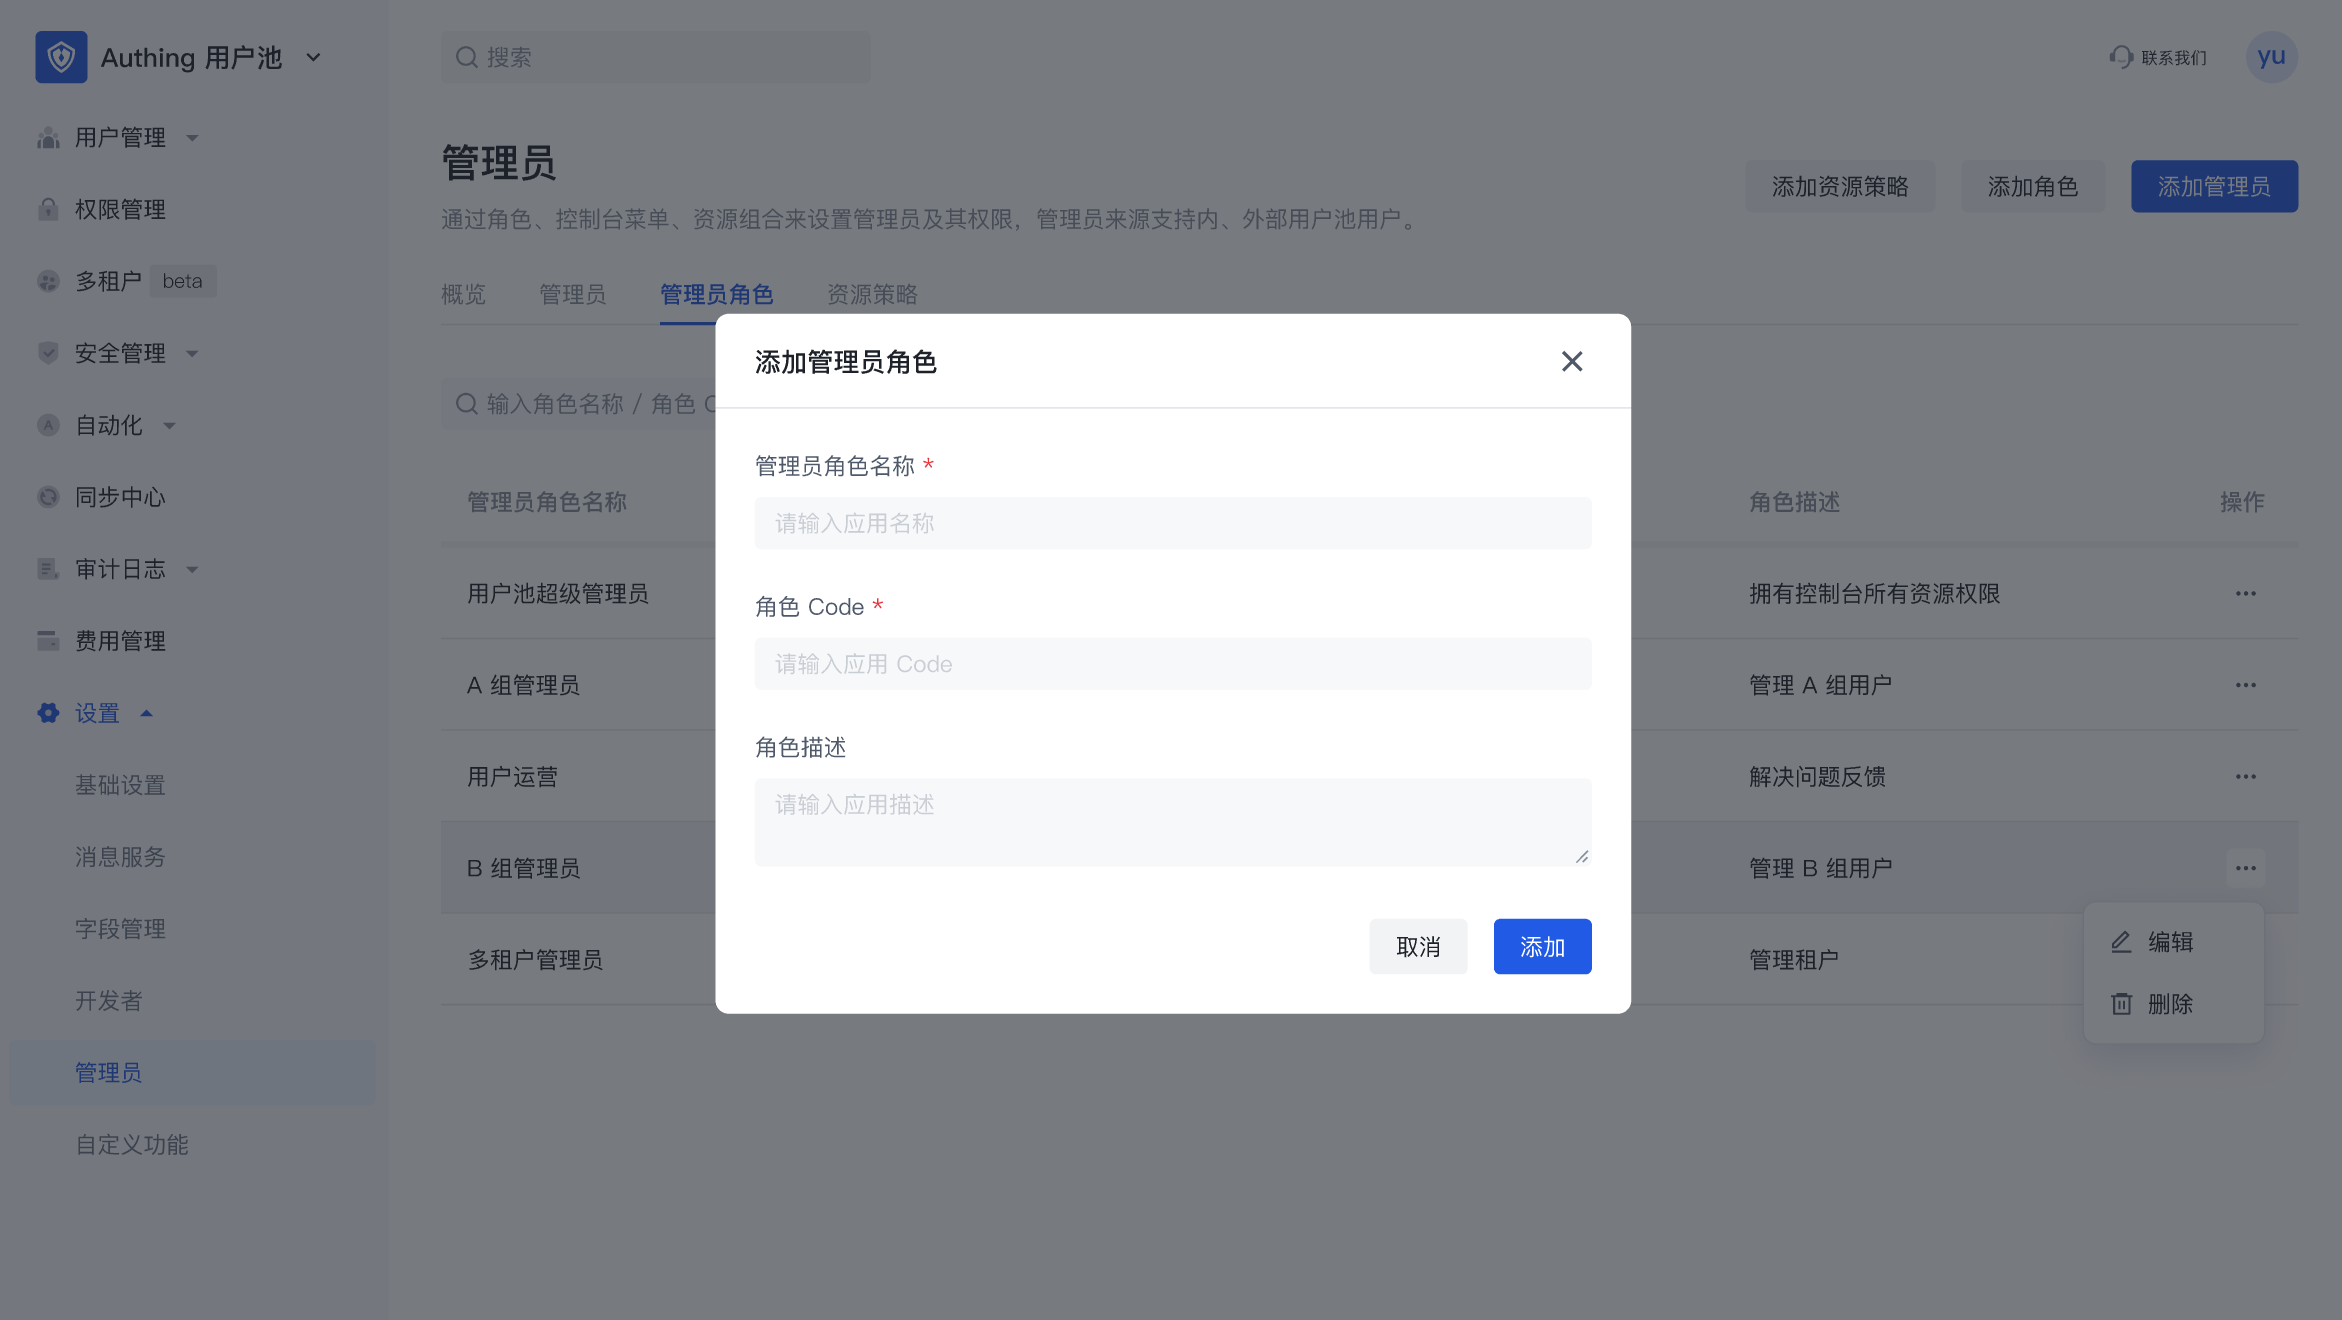 Authing 用户池
搜索
联系我们
yu
用户管理
权限管理
多租户 beta
安全管理
自动化
同步中心
审计日志
费用管理
设置
基础设置
消息服务
字段管理
开发者
管理员
自定义功能
管理员
通过角色、控制台菜单、资源组合来设置管理员及其权限，管理员来源支持内、外部用户池用户。
添加资源策略
添加角色
添加管理员
概览
管理员
管理员角色
资源策略
输入角色名称 / 角色 C
管理员角色名称
角色描述
操作
用户池超级管理员
拥有控制台所有资源权限
A 组管理员
管理 A 组用户
用户运营
解决问题反馈
B 组管理员
管理 B 组用户
多租户管理员
管理租户
编辑
删除
添加管理员角色
管理员角色名称 *
请输入应用名称
角色 Code *
请输入应用 Code
角色描述
请输入应用描述
取消
添加